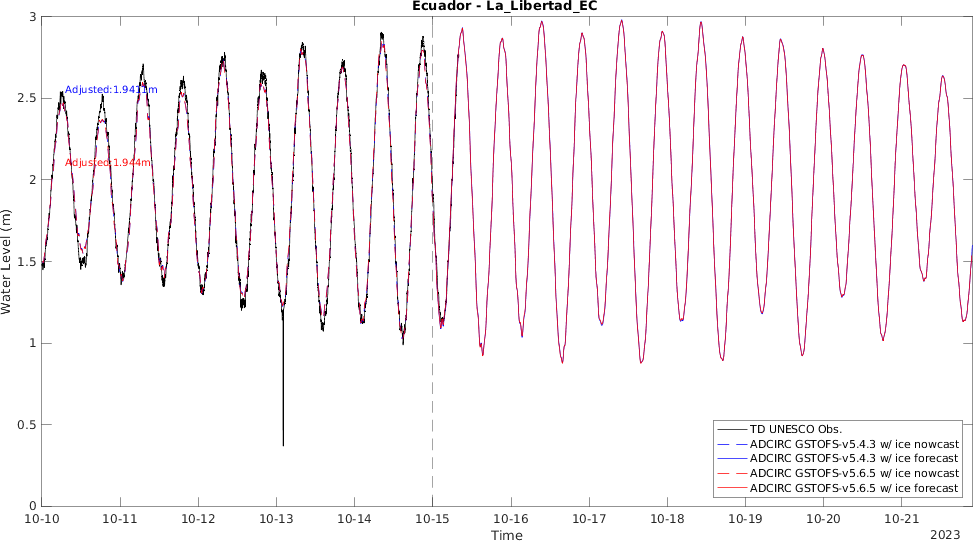 Ecuador - La_Libertad_EC
Water Level (m)
3
2.5
2
1.5
1
0.5
0
Adjusted:1.9411m
Adjusted:1.944m
TD UNESCO Obs.
ADCIRC GSTOFS-v5.4.3 w/ ice nowcast
ADCIRC GSTOFS-v5.4.3 w/ ice forecast
ADCIRC GSTOFS-v5.6.5 w/ ice nowcast
ADCIRC GSTOFS-v5.6.5 w/ ice forecast
10-10 10-11 10-12 10-13 10-14 10-15 10-16 10-17 10-18 10-19 10-20 10-21
Time
2023